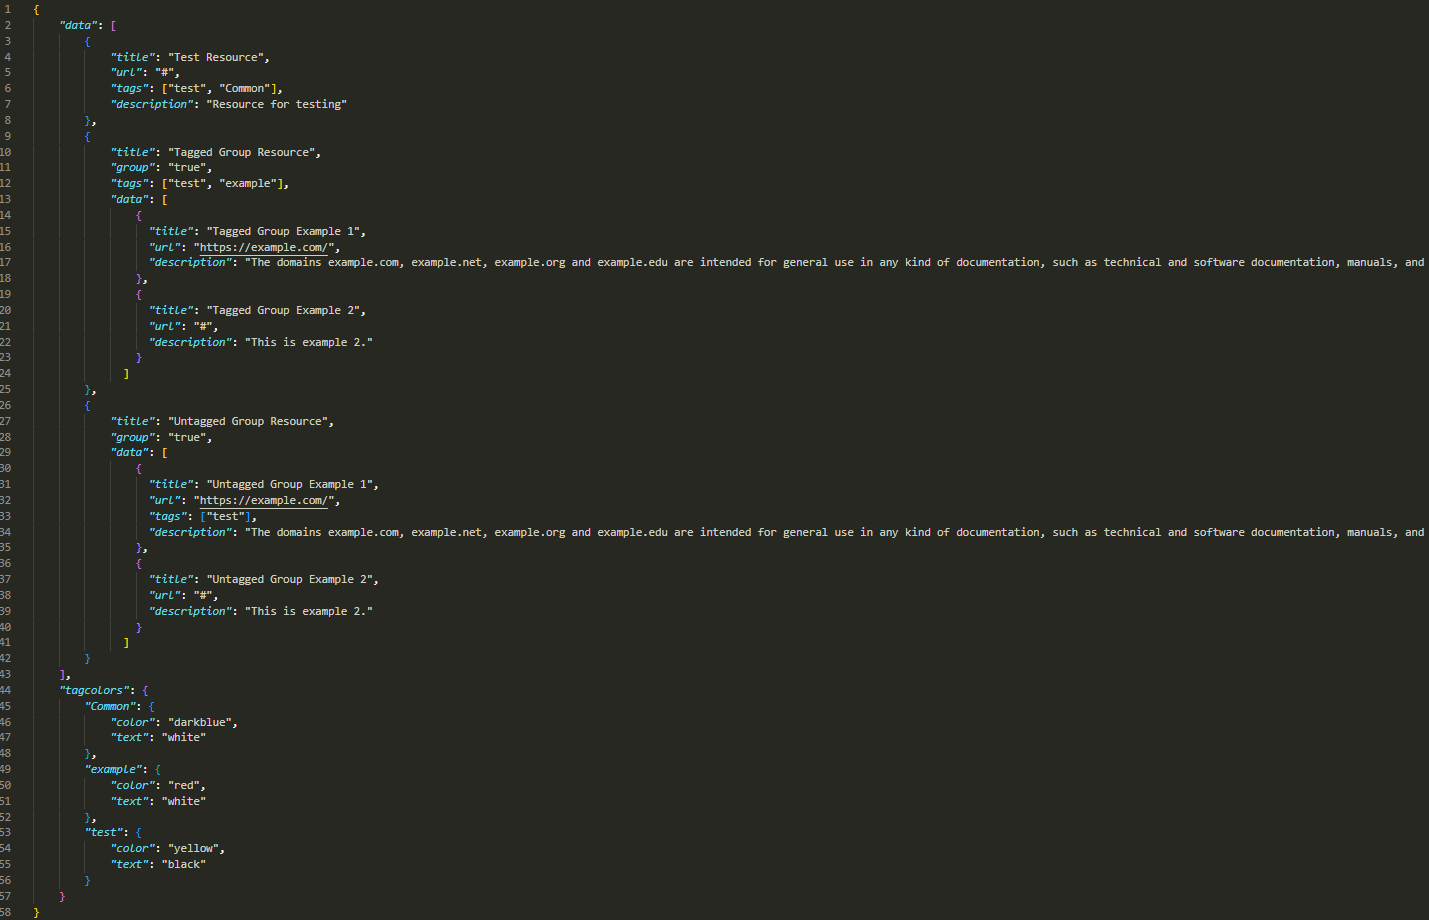 1 {
2 "data": [
3 {
4 "title": "Test Resource",
5 "url": "#",
6 "tags": ["test", "Common"],
7 "description": "Resource for testing"
8 },
9 {
10 "title": "Tagged Group Resource",
11 "group": "true",
12 "tags": ["test", "example"],
13 "data": [
14 {
15 "title": "Tagged Group Example 1",
16 "url": "https://example.com/",
17 "description": "The domains example.com, example.net, example.org and example.edu are intended for general use in any kind of documentation, such as technical and software documentation, manuals, and
18 },
19 {
20 "title": "Tagged Group Example 2",
21 "url": "#",
22 "description": "This is example 2."
23 }
24 ]
25 },
26 {
27 "title": "Untagged Group Resource",
28 "group": "true",
29 "data": [
30 {
31 "title": "Untagged Group Example 1",
32 "url": "https://example.com/",
33 "tags": ["test"],
34 "description": "The domains example.com, example.net, example.org and example.edu are intended for general use in any kind of documentation, such as technical and software documentation, manuals, and
35 },
36 {
37 "title": "Untagged Group Example 2",
38 "url": "#",
39 "description": "This is example 2."
40 }
41 ]
42 }
43 ],
44 "tagcolors": {
45 "Common": {
46 "color": "darkblue",
47 "text": "white"
48 },
49 "example": {
50 "color": "red",
51 "text": "white"
52 },
53 "test": {
54 "color": "yellow",
55 "text": "black"
56 }
57 }
58 }